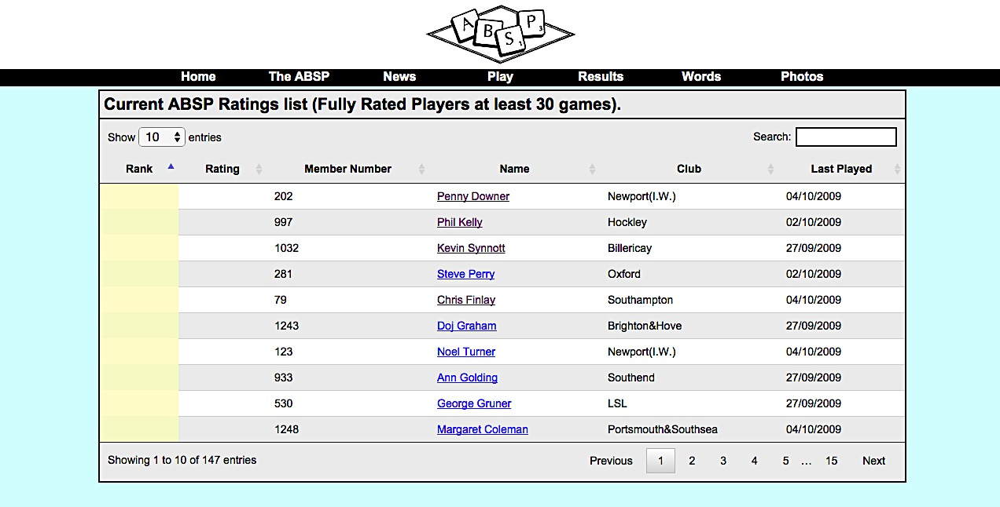 A B S 1 P 3
Home The ABSP News Play Results Words Photos
Current ABSP Ratings list (Fully Rated Players at least 30 games).
Show 10 entries Search:
Rank Rating Member Number Name Club Last Played
202 Penny Downer Newport(I.W.) 04/10/2009
997 Phil Kelly Hockley 02/10/2009
1032 Kevin Synnott Billericay 27/09/2009
281 Steve Perry Oxford 02/10/2009
79 Chris Finlay Southampton 04/10/2009
1243 Doj Graham Brighton&Hove 27/09/2009
123 Noel Turner Newport(I.W.) 04/10/2009
933 Ann Golding Southend 27/09/2009
530 George Gruner LSL 27/09/2009
1248 Margaret Coleman Portsmouth&Southsea 04/10/2009
Showing 1 to 10 of 147 entries Previous 1 2 3 4 5 … 15 Next